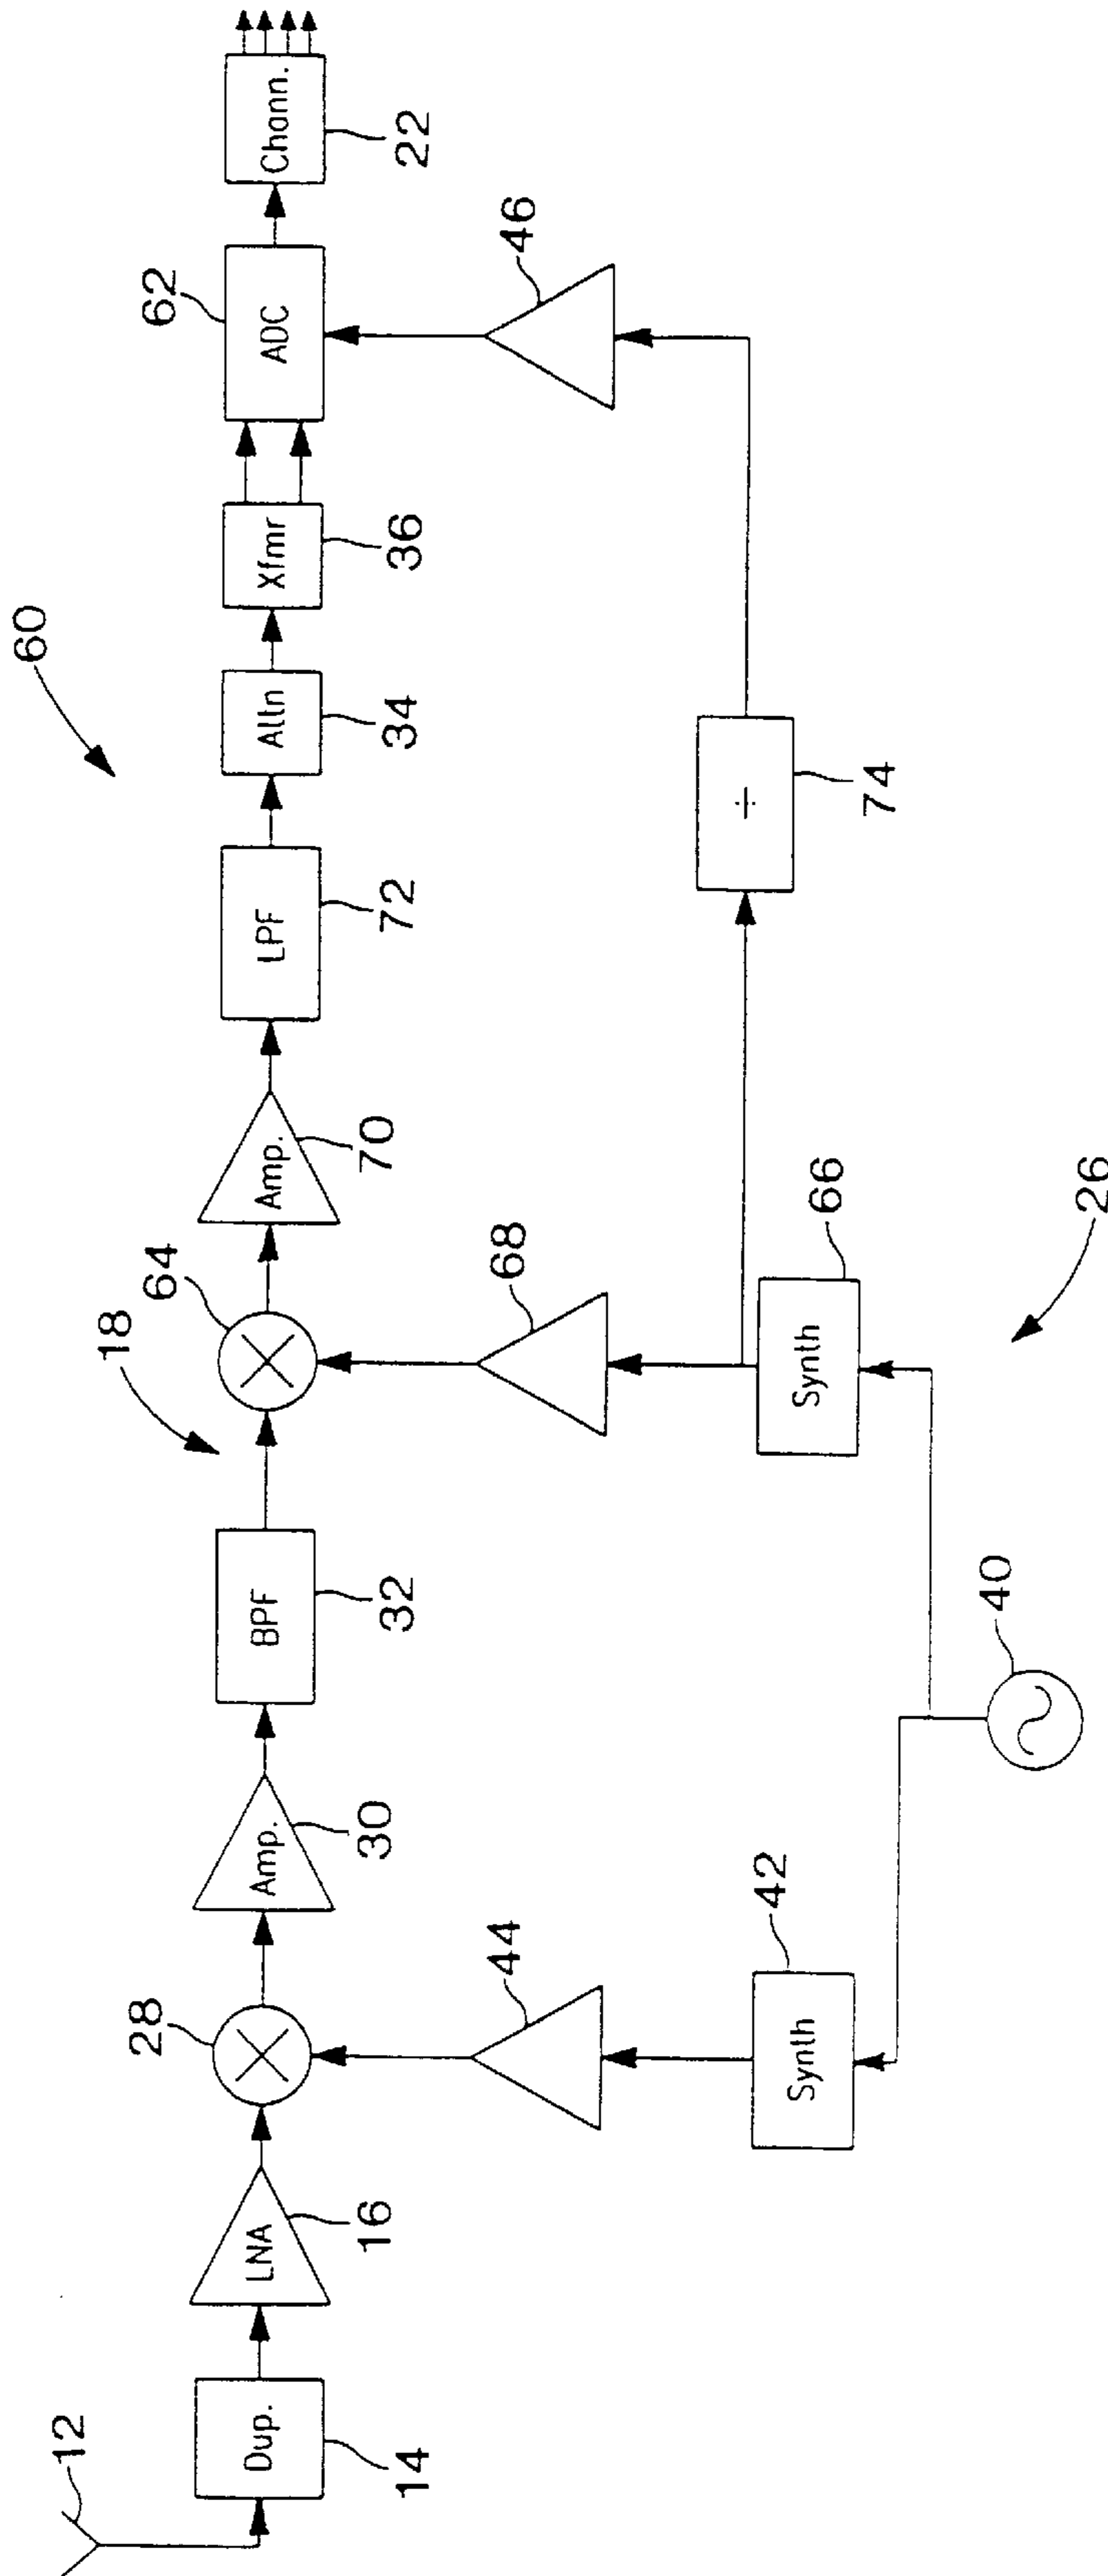 60
12
Dup.
14
LNA
16
28
Amp.
30
BPF
32
18
64
Amp.
70
LPF
72
Attn
34
Xfmr
36
62
ADC
Chann.
22
44
68
46
42
Synth
66
Synth
÷
74
40
26